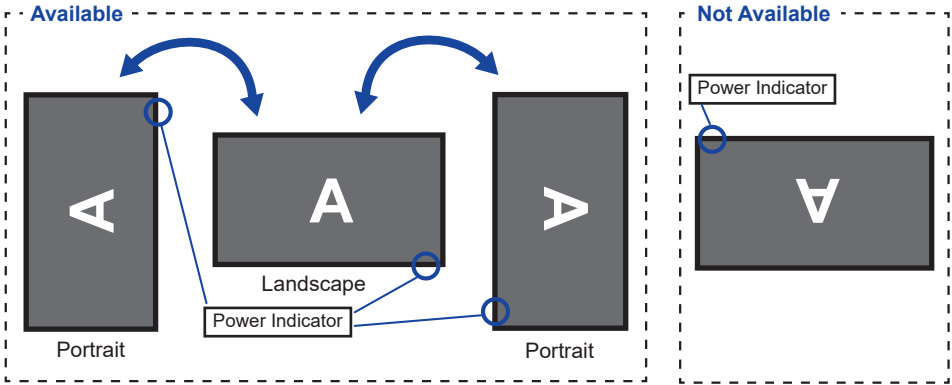 Available
Not Available
Power Indicator
A
A
A
A
Landscape
Power Indicator
Portrait
Portrait